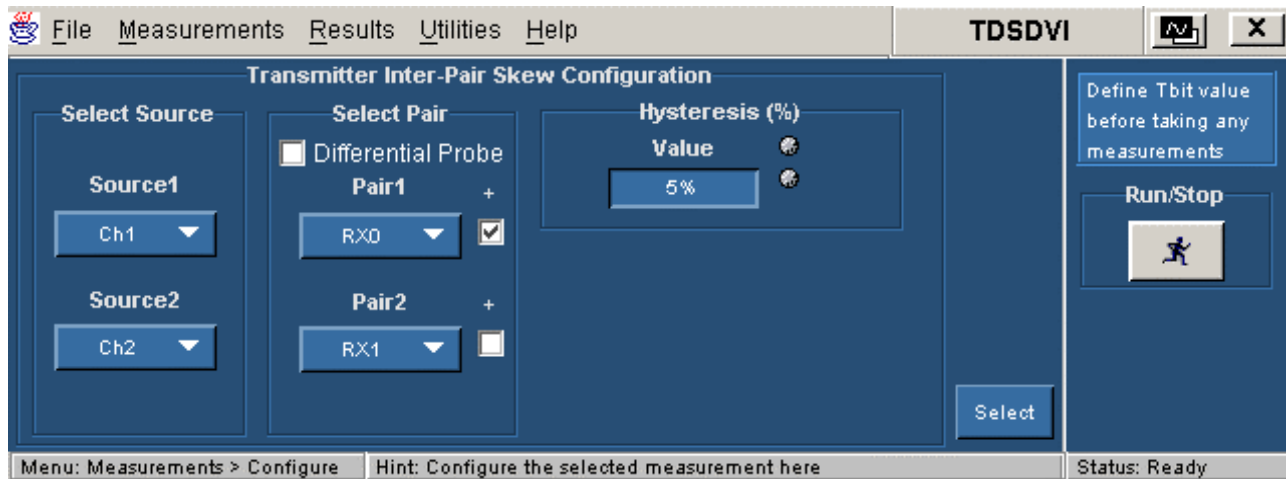 File Measurements Results Utilities Help
TDSDVI
X
Transmitter Inter-Pair Skew Configuration
Select Source
Source1
Ch1
Source2
Ch2
Select Pair
Differential Probe
Pair1 +
RX0
Pair2 +
RX1
Hysteresis (%)
Value
5%
Select
Define Tbit value
before taking any
measurements
Run/Stop
Menu: Measurements > Configure
Hint: Configure the selected measurement here
Status: Ready